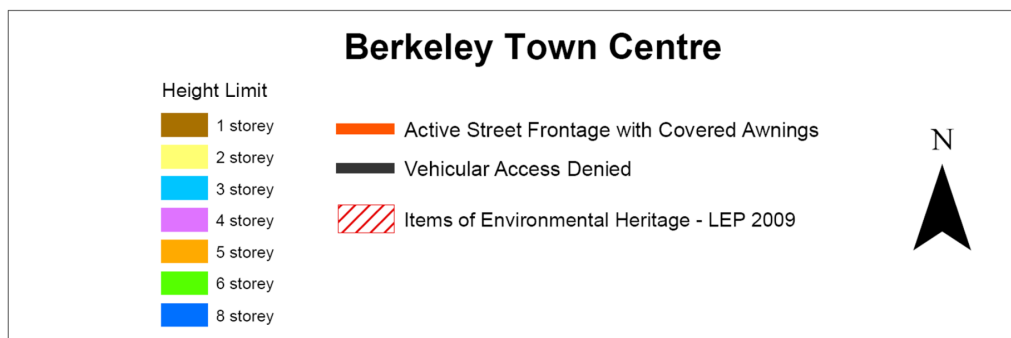 Berkeley Town Centre
Height Limit
1 storey
2 storey
3 storey
4 storey
5 storey
6 storey
8 storey
Active Street Frontage with Covered Awnings
Vehicular Access Denied
Items of Environmental Heritage - LEP 2009
N